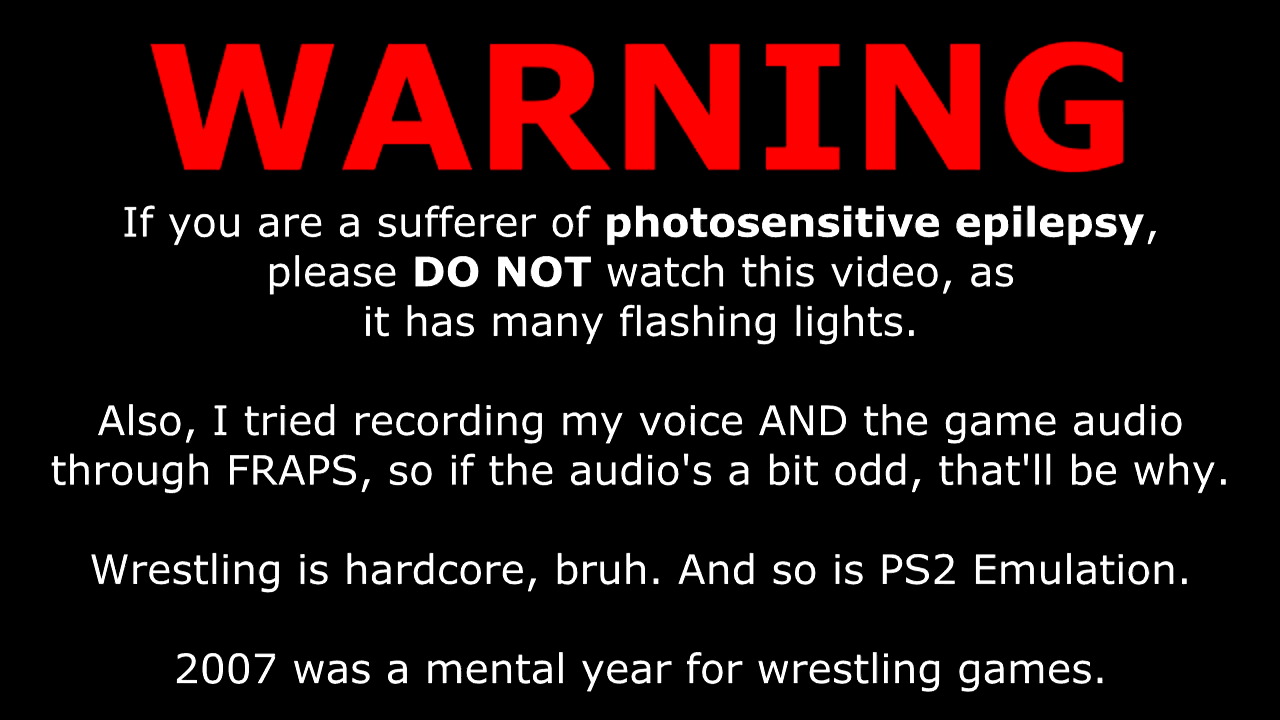 WARNING
If you are a sufferer of photosensitive epilepsy,
please DO NOT watch this video, as
it has many flashing lights.
Also, I tried recording my voice AND the game audio
through FRAPS, so if the audio's a bit odd, that'll be why.
Wrestling is hardcore, bruh. And so is PS2 Emulation.
2007 was a mental year for wrestling games.